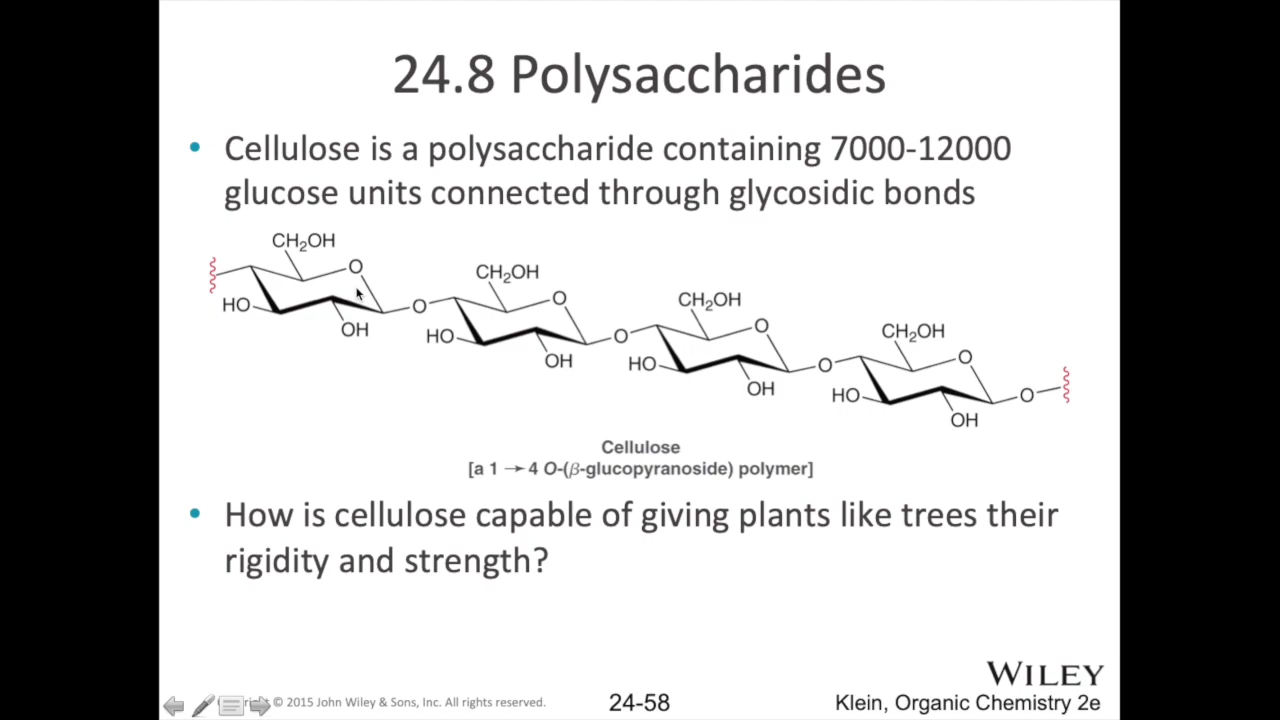 24.8 Polysaccharides
• Cellulose is a polysaccharide containing 7000-12000
glucose units connected through glycosidic bonds
CH₂OH
O
HO
OH
O
CH₂OH
O
HO
OH
O
CH₂OH
O
HO
OH
O
CH₂OH
O
HO
OH
O
Cellulose
[a 1 → 4 O-(β-glucopyranoside) polymer]
• How is cellulose capable of giving plants like trees their
rigidity and strength?
WILEY
© 2015 John Wiley & Sons, Inc. All rights reserved.
24-58
Klein, Organic Chemistry 2e